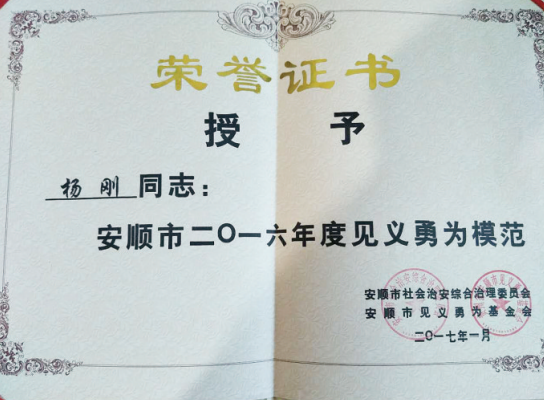 荣誉证书
授 予
杨 刚 同志：
安顺市二〇一六年度见义勇为模范
安顺市社会治安综合治理委员会
安顺市见义勇为基金会
二〇一七年一月